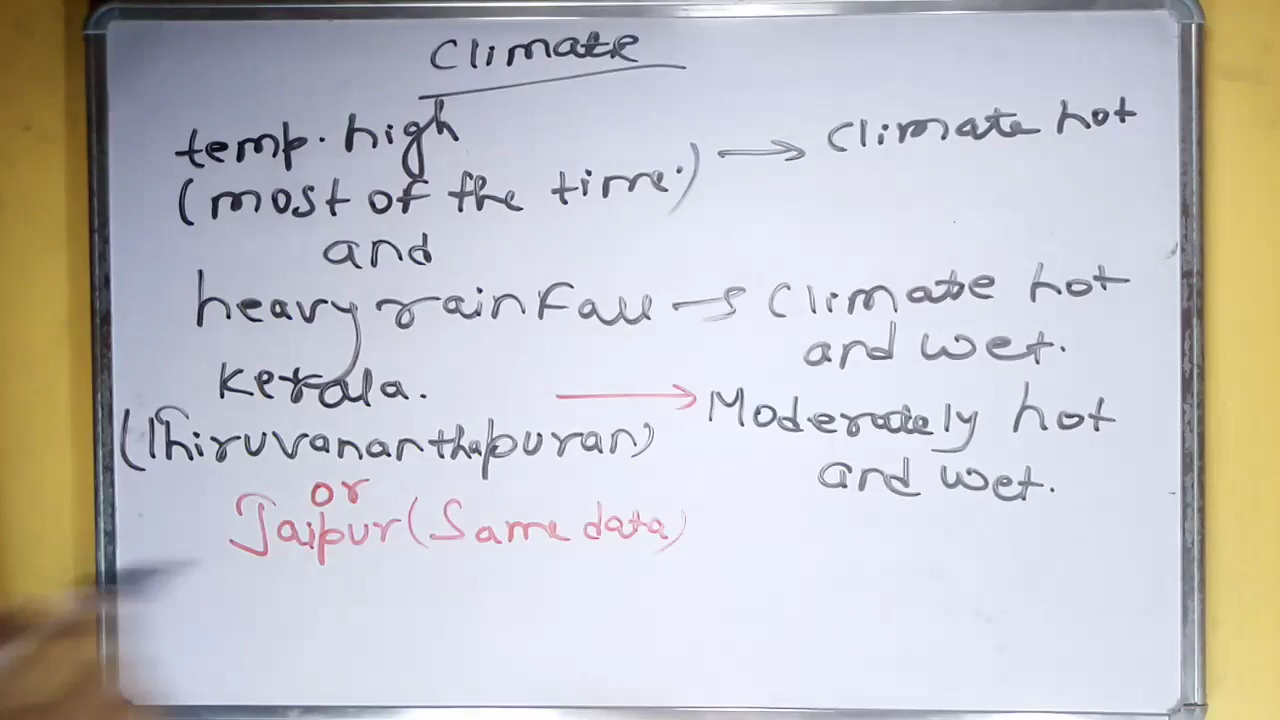 Climate
temp. high
(most of the time.) → Climate hot
and
heavy rainfall → Climate hot
and wet.
Kerala.
(Thiruvananthapuran) → Moderately hot
and wet.
or
Jaipur (Same data)